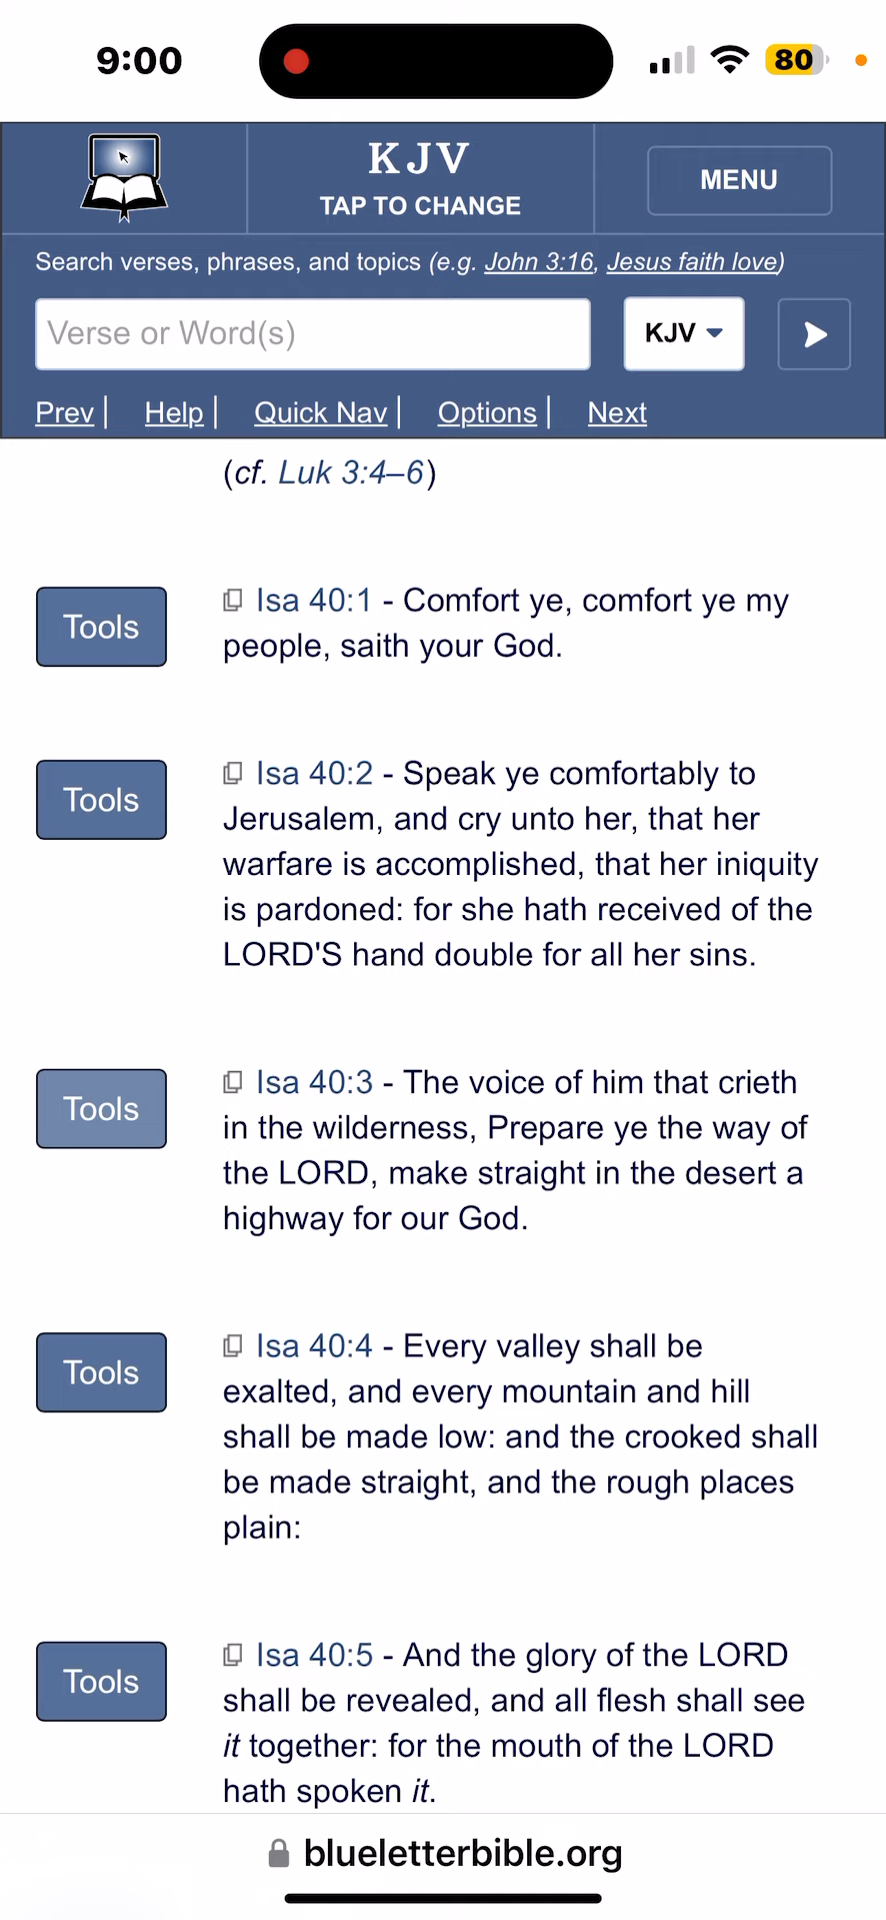 9:00
80
KJV
TAP TO CHANGE
MENU
Search verses, phrases, and topics (e.g. John 3:16, Jesus faith love)
Verse or Word(s)
KJV
Prev | Help | Quick Nav | Options | Next
(cf. Luk 3:4–6)
Tools
Isa 40:1 - Comfort ye, comfort ye my
people, saith your God.
Tools
Isa 40:2 - Speak ye comfortably to
Jerusalem, and cry unto her, that her
warfare is accomplished, that her iniquity
is pardoned: for she hath received of the
LORD'S hand double for all her sins.
Tools
Isa 40:3 - The voice of him that crieth
in the wilderness, Prepare ye the way of
the LORD, make straight in the desert a
highway for our God.
Tools
Isa 40:4 - Every valley shall be
exalted, and every mountain and hill
shall be made low: and the crooked shall
be made straight, and the rough places
plain:
Tools
Isa 40:5 - And the glory of the LORD
shall be revealed, and all flesh shall see
it together: for the mouth of the LORD
hath spoken it.
blueletterbible.org